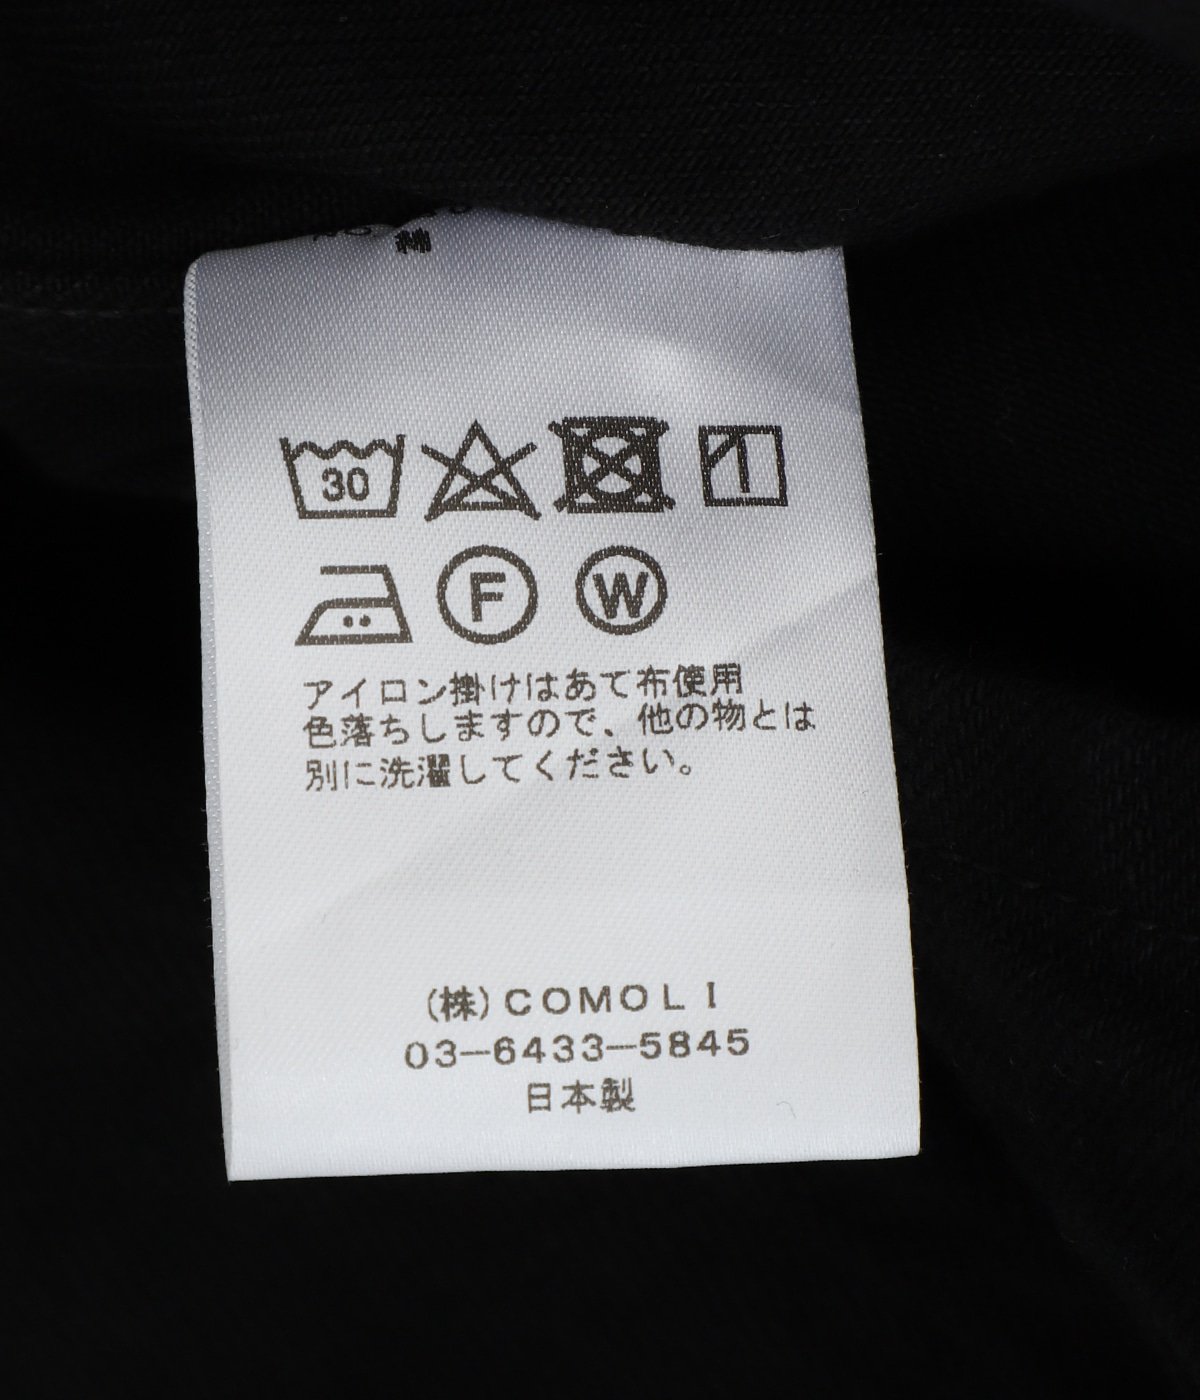 30
F W
アイロン掛けはあて布使用
色落ちしますので、他の物とは
別に洗濯してください。
(株)COMOLI
03-6433-5845
日本製